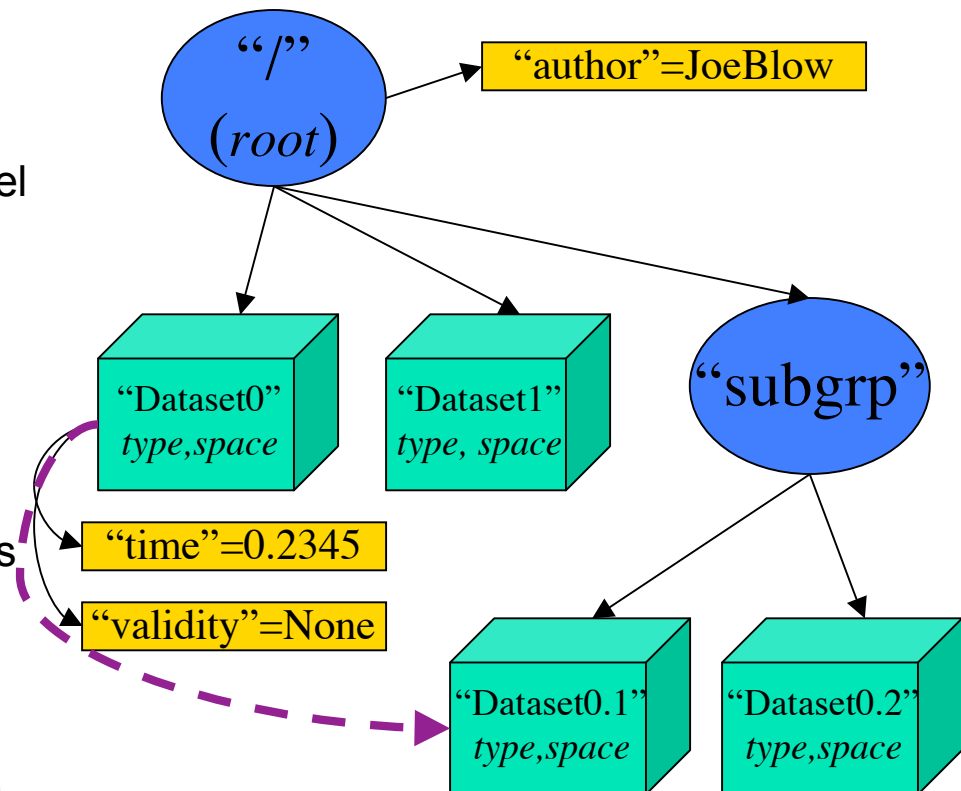 “/”
(root)
“author”=JoeBlow
el
“Dataset0”
type,space
“Dataset1”
type, space
“subgrp”
“time”=0.2345
s
“validity”=None
“Dataset0.1”
type,space
“Dataset0.2”
type,space